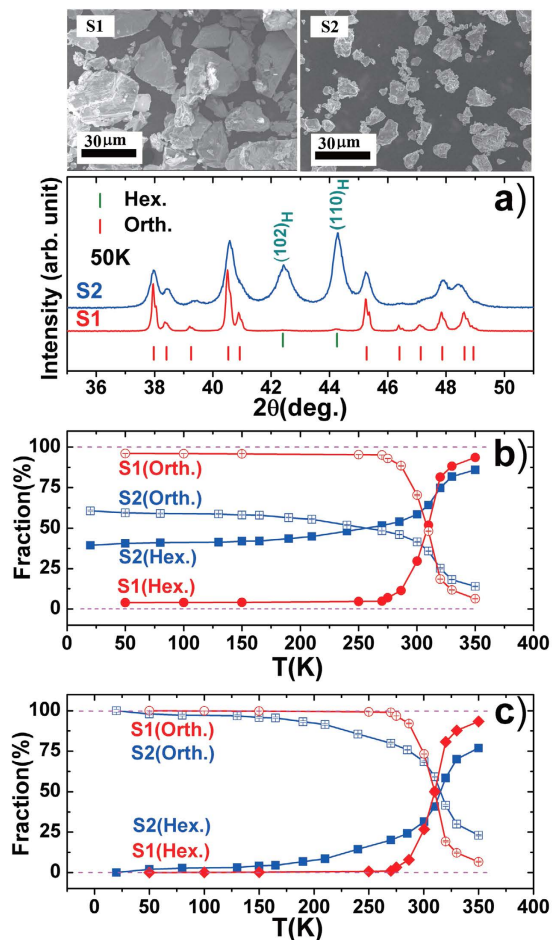 S1
30μm
S2
30μm
a)
Hex.
Orth.
50K
(102)H
(110)H
S2
S1
Intensity (arb. unit)
36 38 40 42 44 46 48 50
2θ(deg.)
b)
100
75
50
25
0
S1(Orth.)
S2(Orth.)
S2(Hex.)
S1(Hex.)
Fraction(%)
0 50 100 150 200 250 300 350 400
T(K)
c)
100
75
50
25
0
S1(Orth.)
S2(Orth.)
S2(Hex.)
S1(Hex.)
Fraction(%)
0 50 100 150 200 250 300 350 400
T(K)